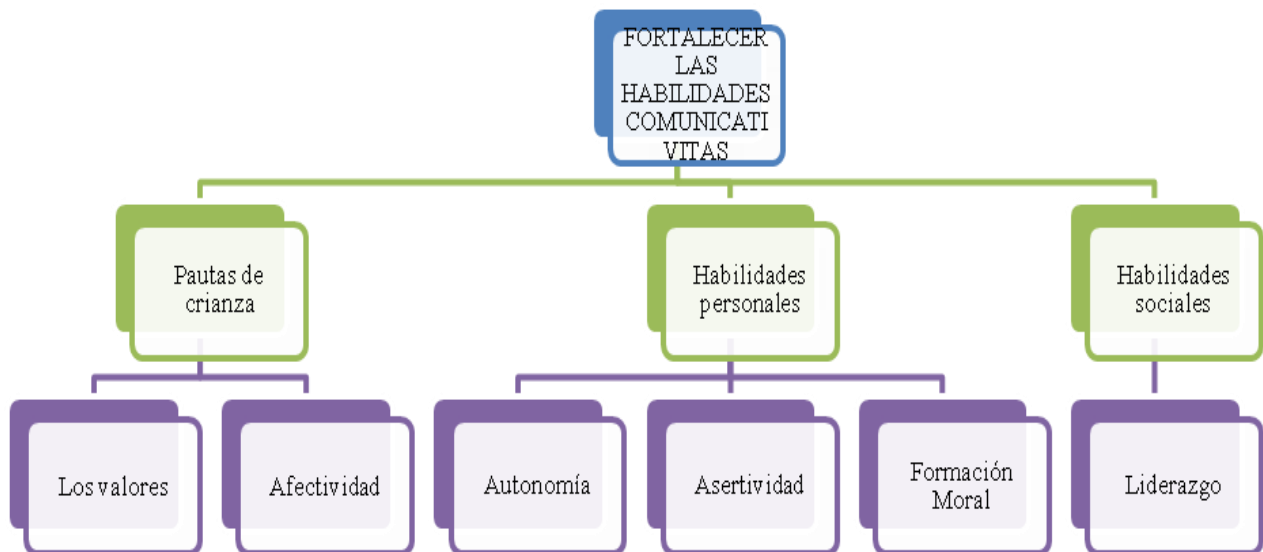 FORTALECER
LAS
HABILIDADES
COMUNICATI
VITAS
Pautas de
crianza
Habilidades
personales
Habilidades
sociales
Los valores
Afectividad
Autonomía
Asertividad
Formación
Moral
Liderazgo